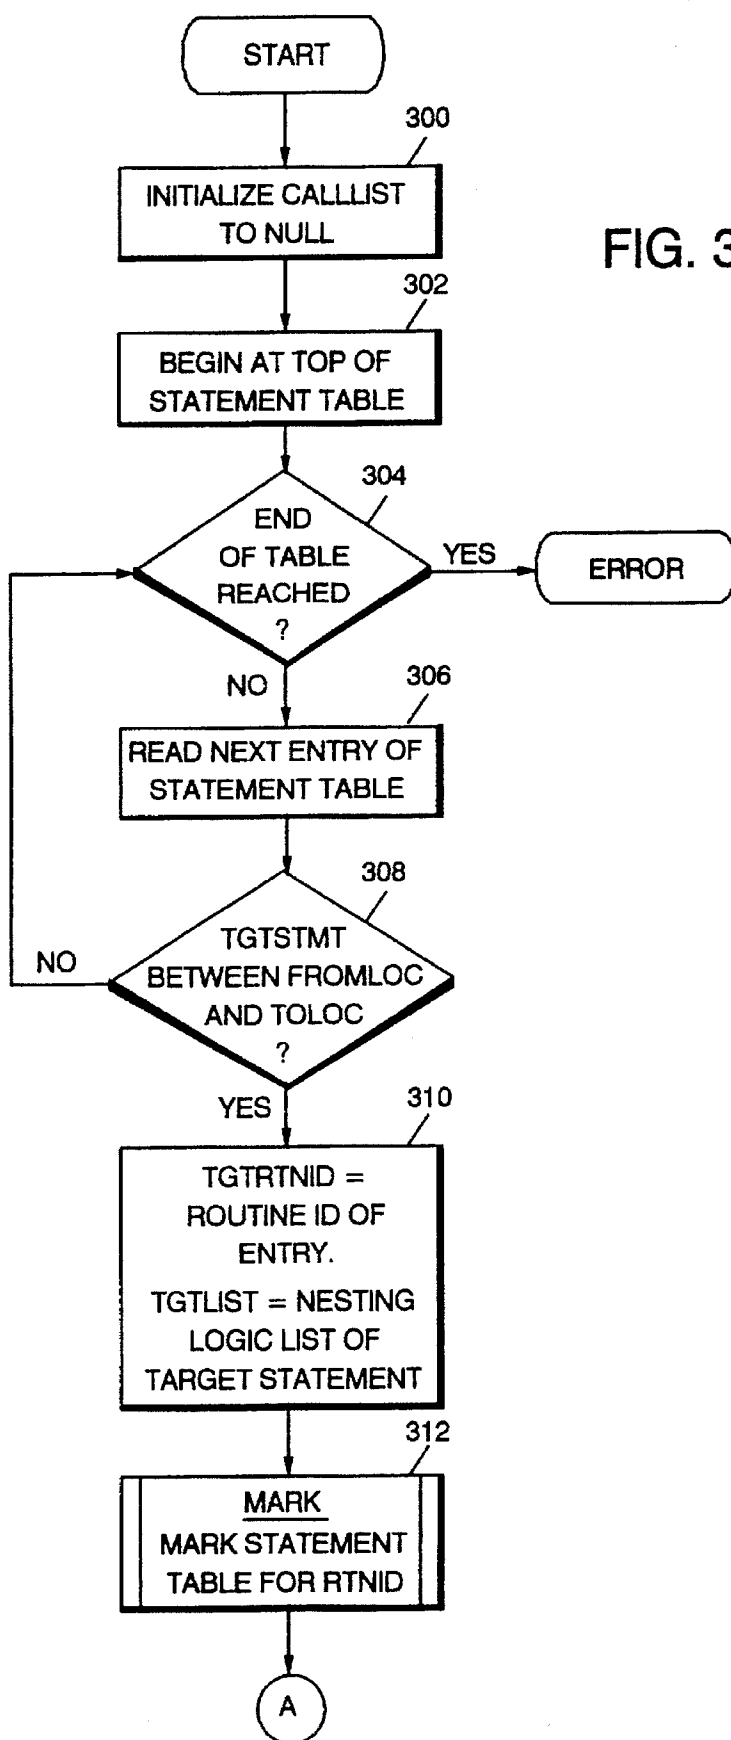 START
300
INITIALIZE CALLLIST
TO NULL
FIG. 3
302
BEGIN AT TOP OF
STATEMENT TABLE
304
END
OF TABLE
REACHED
?
YES
ERROR
NO
306
READ NEXT ENTRY OF
STATEMENT TABLE
308
TGTSTMT
BETWEEN FROMLOC
AND TOLOC
?
NO
YES
310
TGTRTNID =
ROUTINE ID OF
ENTRY.
TGTLIST = NESTING
LOGIC LIST OF
TARGET STATEMENT
312
MARK
MARK STATEMENT
TABLE FOR RTNID
A